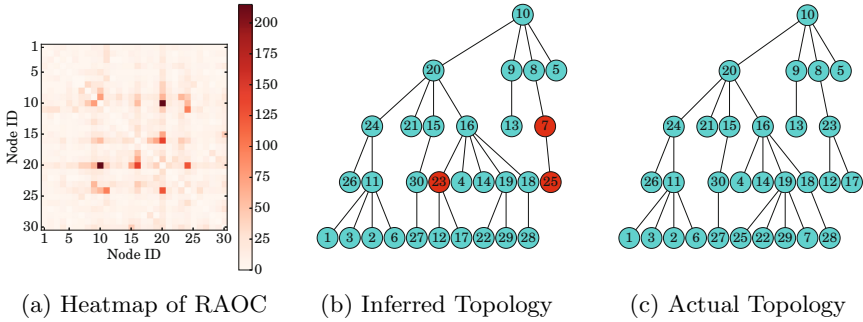 Node ID
1
5
10
15
20
25
30
1 5 10 15 20 25 30
Node ID
200
175
150
125
100
75
50
25
0
10
20 9 8 5
24 21 15 16 13 7
26 11 30 23 4 14 19 18 25
1 3 2 6 27 12 17 22 29 28
10
20 9 8 5
24 21 15 16 13 23
26 11 30 4 14 19 18 12 17
1 3 2 6 27 25 22 29 7 28
(a) Heatmap of RAOC
(b) Inferred Topology
(c) Actual Topology